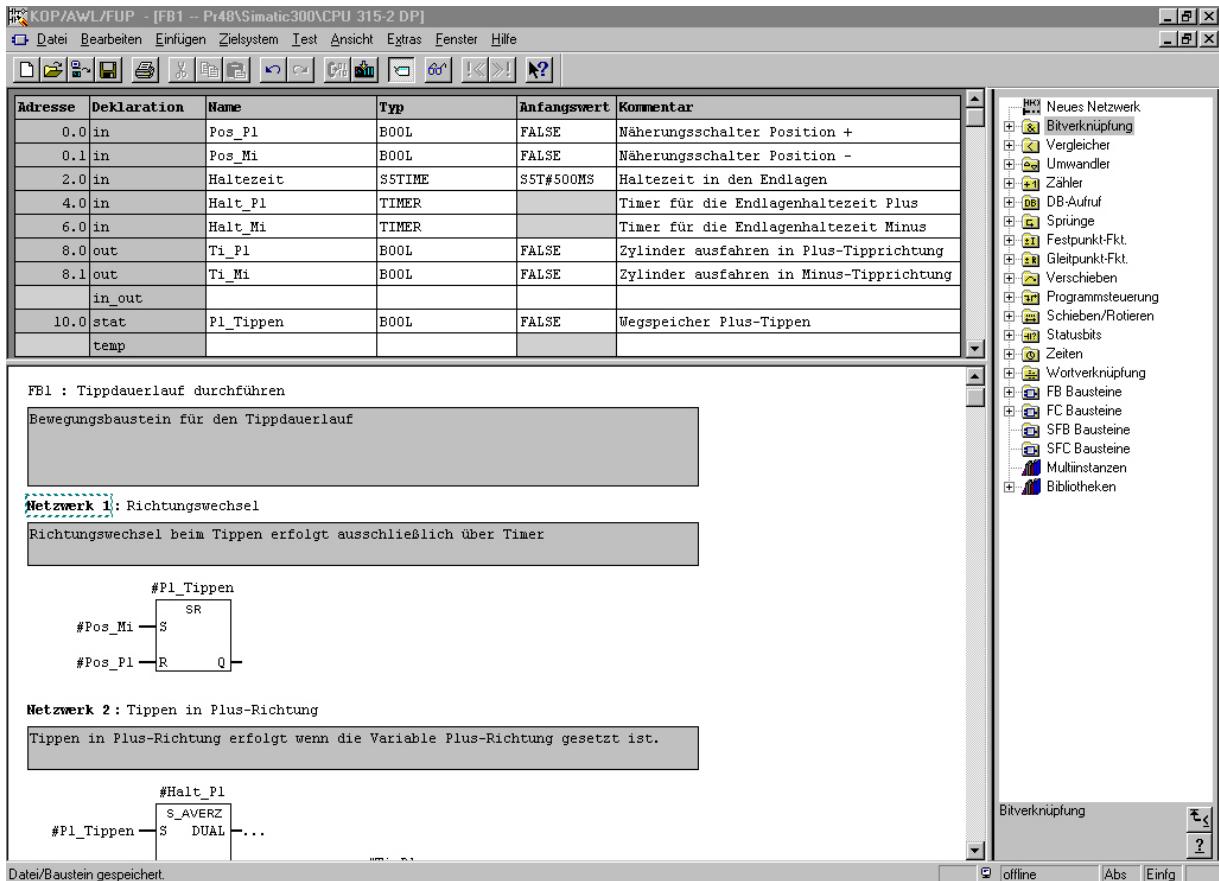 KOP/AWL/FUP - [FB1 -- Pr48\Simatic300\CPU 315-2 DP]
Datei Bearbeiten Einfügen Zielsystem Test Ansicht Extras Fenster Hilfe
Adresse Deklaration Name Typ Anfangswert Kommentar
0.0 in Pos_Pl BOOL FALSE Näherungsschalter Position +
0.1 in Pos_Mi BOOL FALSE Näherungsschalter Position -
2.0 in Haltezeit S5TIME S5T#500MS Haltezeit in den Endlagen
4.0 in Halt_Pl TIMER Timer für die Endlagenhaltezeit Plus
6.0 in Halt_Mi TIMER Timer für die Endlagenhaltezeit Minus
8.0 out Ti_Pl BOOL FALSE Zylinder ausfahren in Plus-Tipprichtung
8.1 out Ti_Mi BOOL FALSE Zylinder ausfahren in Minus-Tipprichtung
in_out
10.0 stat Pl_Tippen BOOL FALSE Wegspeicher Plus-Tippen
temp
FB1 : Tippdauerlauf durchführen
Bewegungsbaustein für den Tippdauerlauf
Netzwerk 1: Richtungswechsel
Richtungswechsel beim Tippen erfolgt ausschließlich über Timer
#Pl_Tippen
SR
#Pos_Mi S
#Pos_Pl R Q
Netzwerk 2: Tippen in Plus-Richtung
Tippen in Plus-Richtung erfolgt wenn die Variable Plus-Richtung gesetzt ist.
#Halt_Pl
S_AVERZ
#Pl_Tippen S DUAL ...
Neues Netzwerk
Bitverknüpfung
Vergleicher
Umwandler
Zähler
DB-Aufruf
Sprünge
Festpunkt-Fkt.
Gleitpunkt-Fkt.
Verschieben
Programmsteuerung
Schieben/Rotieren
Statusbits
Zeiten
Wortverknüpfung
FB Bausteine
FC Bausteine
SFB Bausteine
SFC Bausteine
Multiinstanzen
Bibliotheken
Bitverknüpfung
Datei/Baustein gespeichert.
offline Abs Einfg